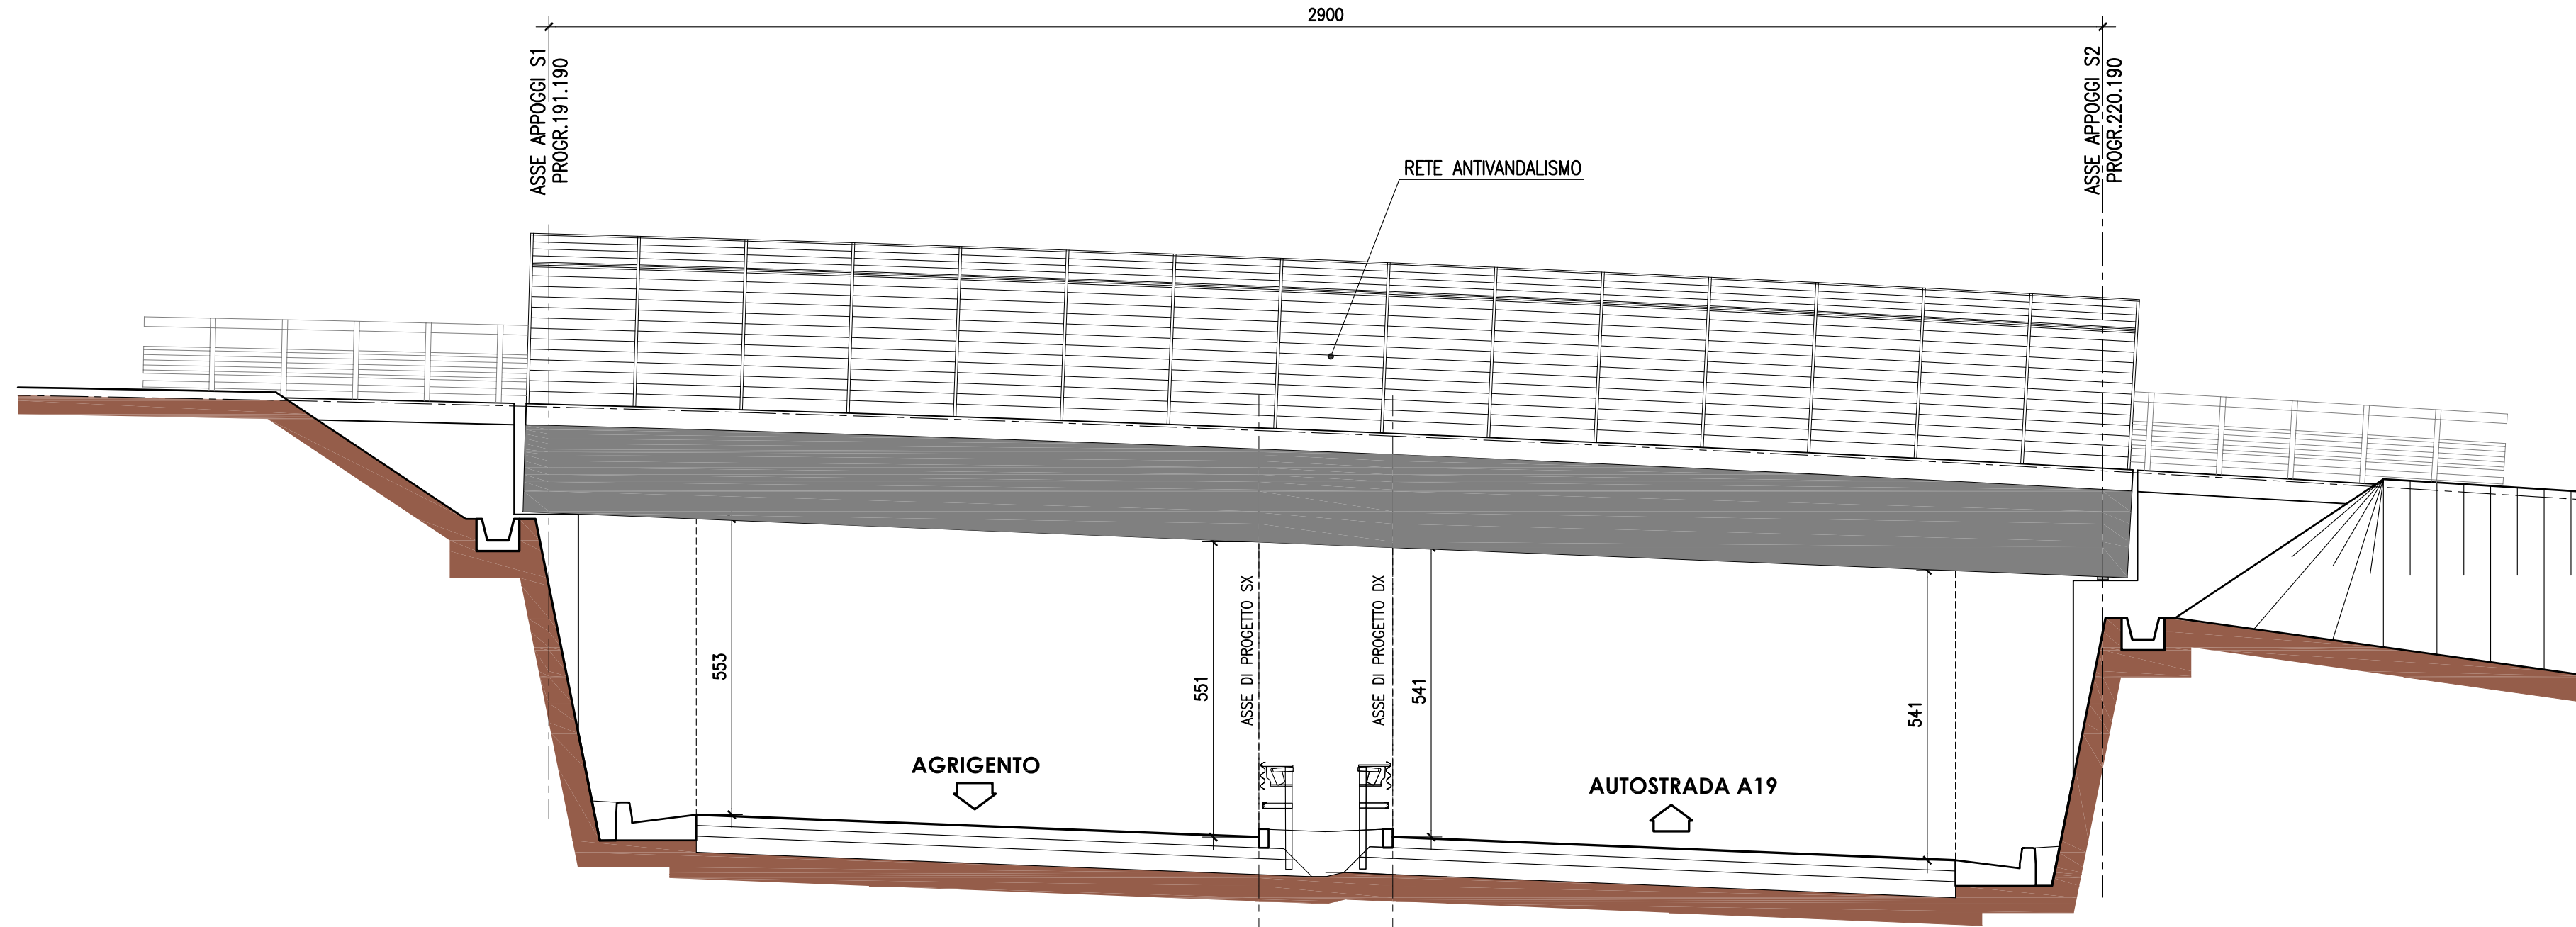 2900
ASSE APPOGGI S1
PROGR.191.190
ASSE APPOGGI S2
PROGR.220.190
RETE ANTIVANDALISMO
553
551
ASSE DI PROGETTO SX
ASSE DI PROGETTO DX
541
541
AGRIGENTO
AUTOSTRADA A19